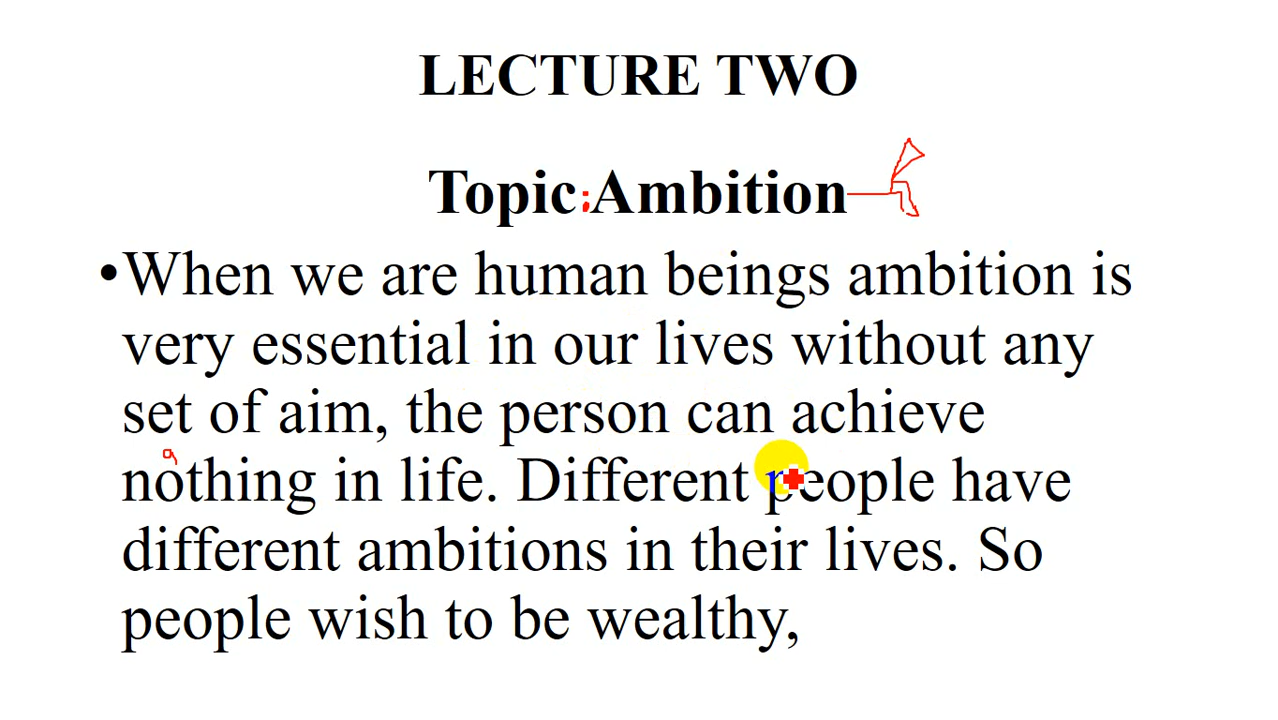 LECTURE TWO
Topic:Ambition
•When we are human beings ambition is
very essential in our lives without any
set of aim, the person can achieve
nothing in life. Different people have
different ambitions in their lives. So
people wish to be wealthy,